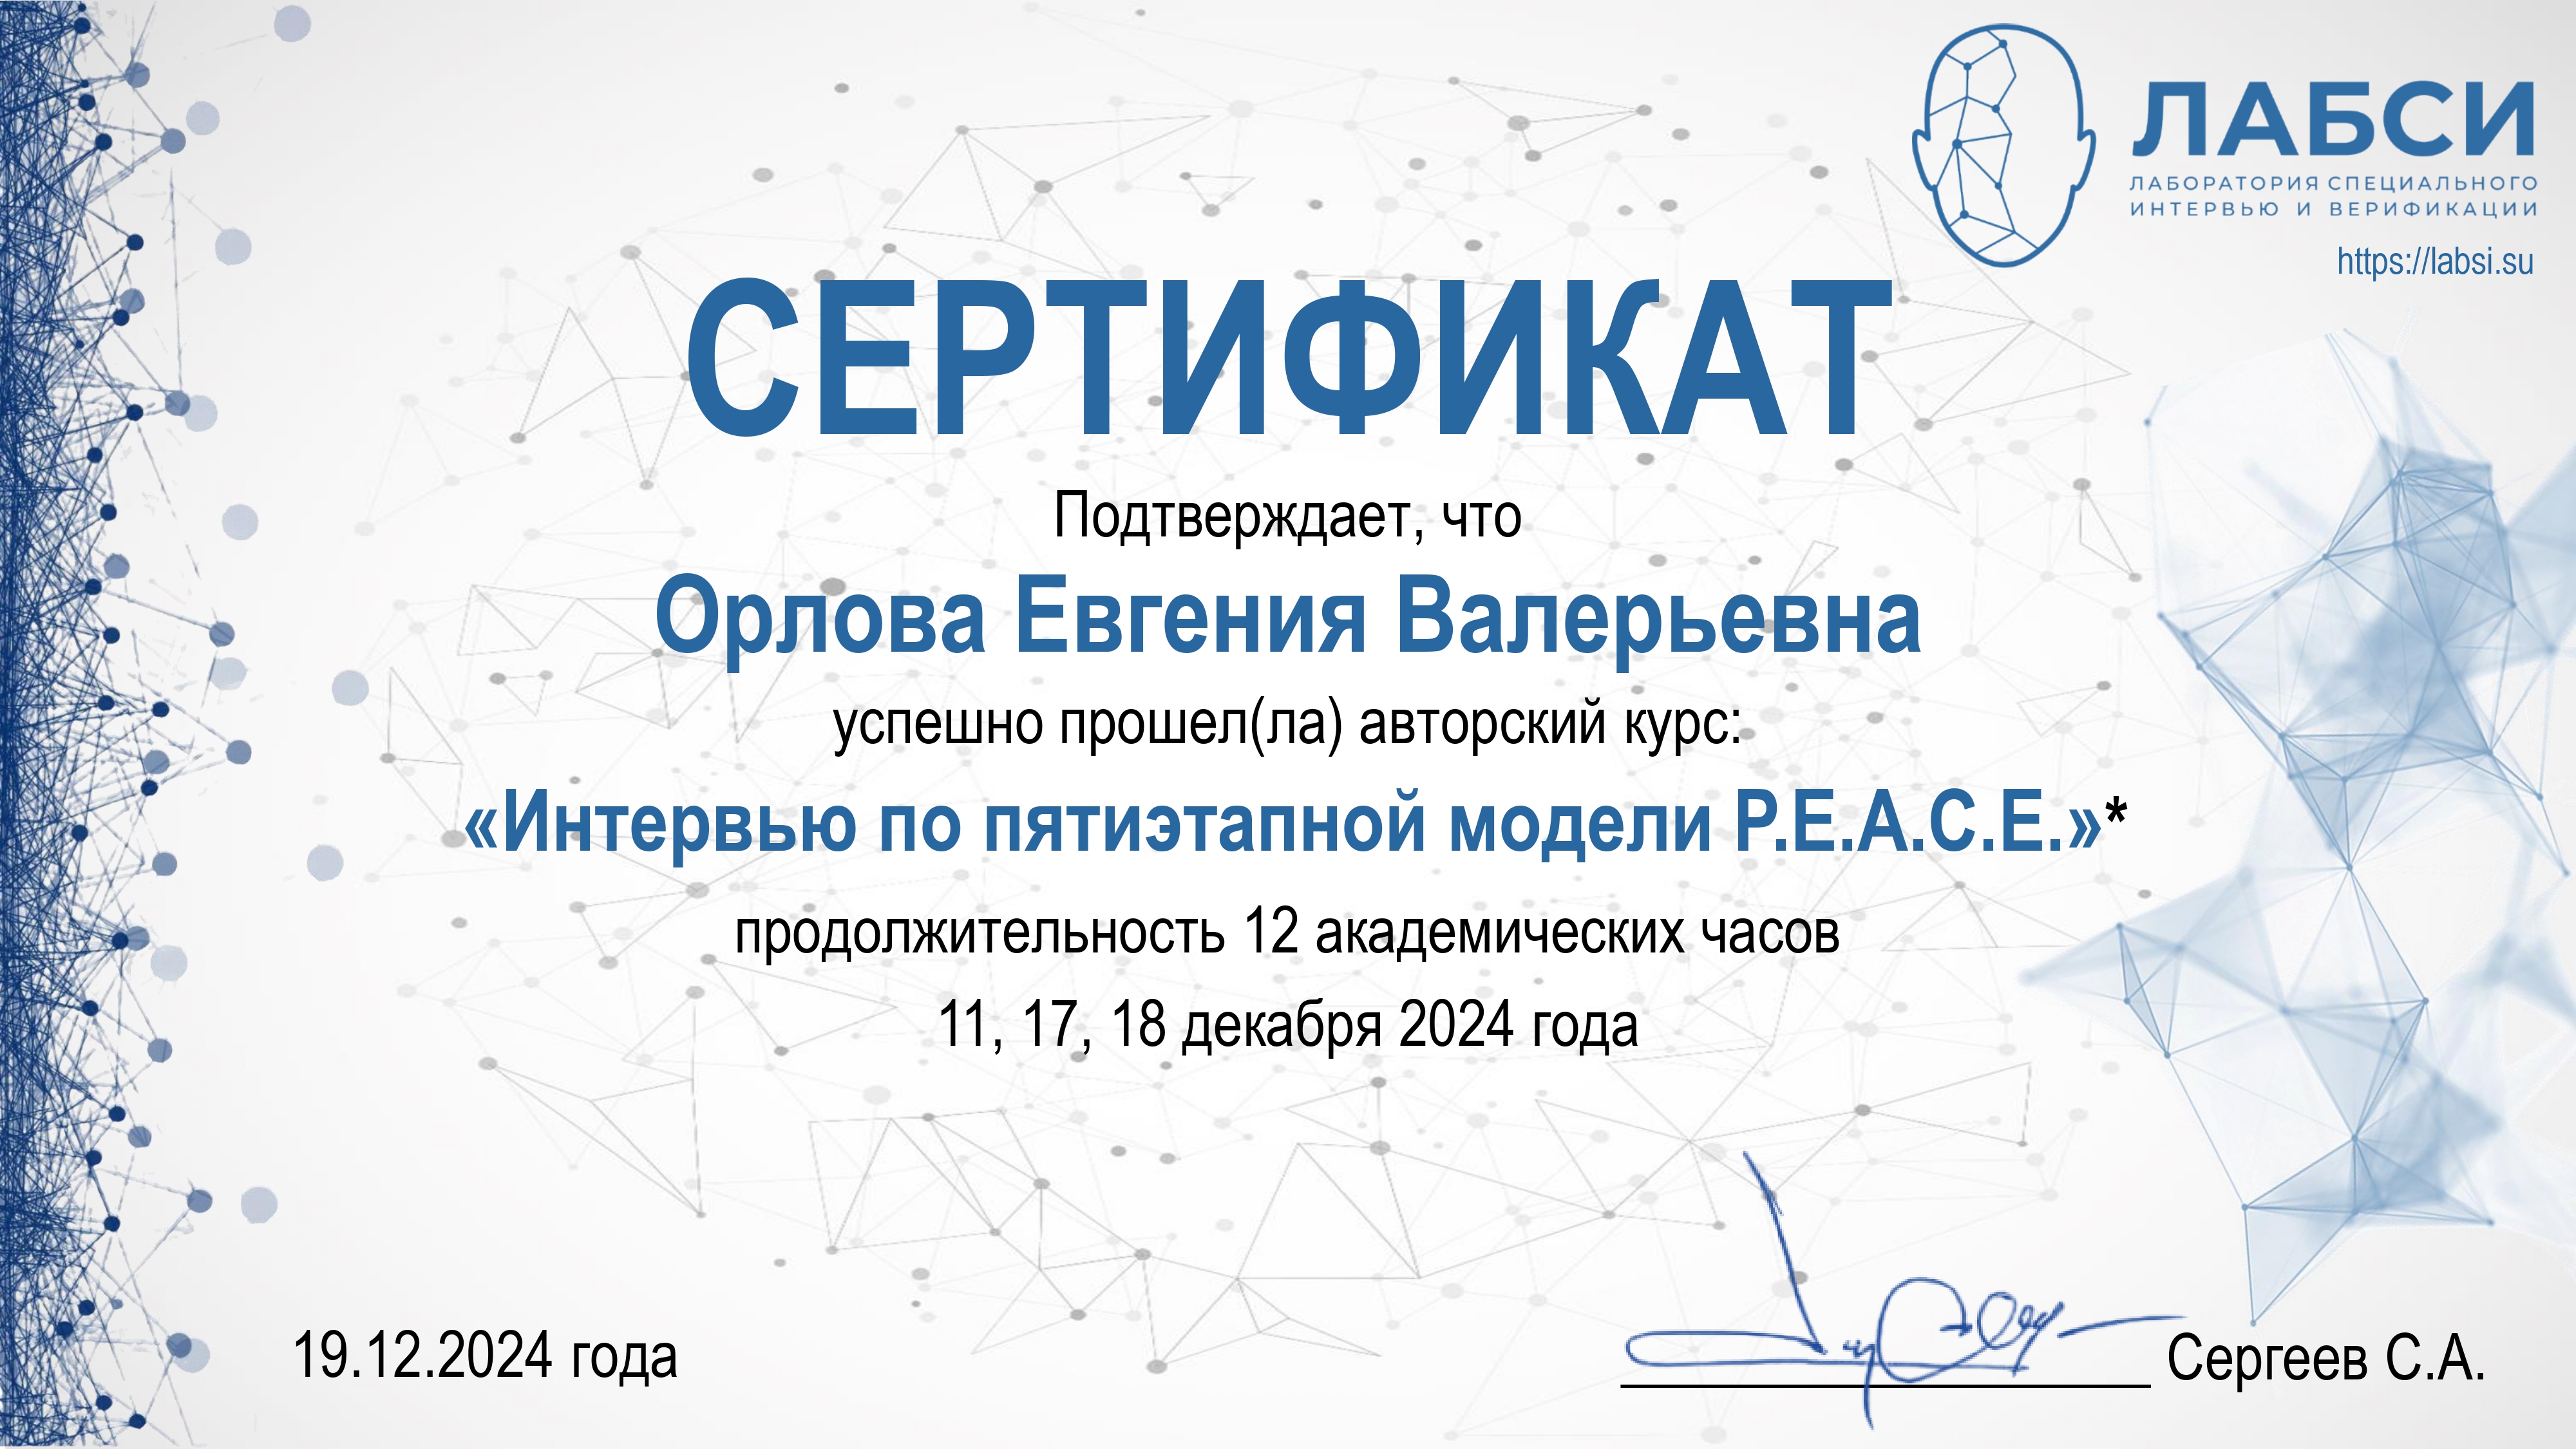 ЛАБСИ
ЛАБОРАТОРИЯ СПЕЦИАЛЬНОГО
ИНТЕРВЬЮ И ВЕРИФИКАЦИИ
https://labsi.su
СЕРТИФИКАТ
Подтверждает, что
Орлова Евгения Валерьевна
успешно прошел(ла) авторский курс:
«Интервью по пятиэтапной модели P.E.A.C.E.»*
продолжительность 12 академических часов
11, 17, 18 декабря 2024 года
19.12.2024 года
Сергеев С.А.